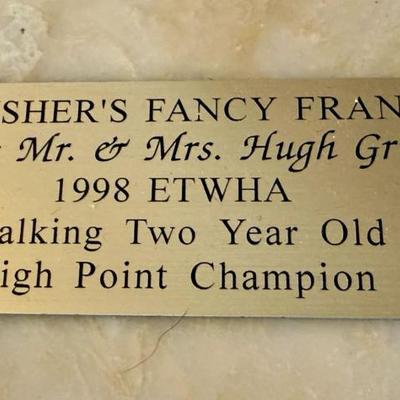 SHER'S FANCY FRAN
Mr. & Mrs. Hugh Gr
1998 ETWHA
alking Two Year Old
igh Point Champion